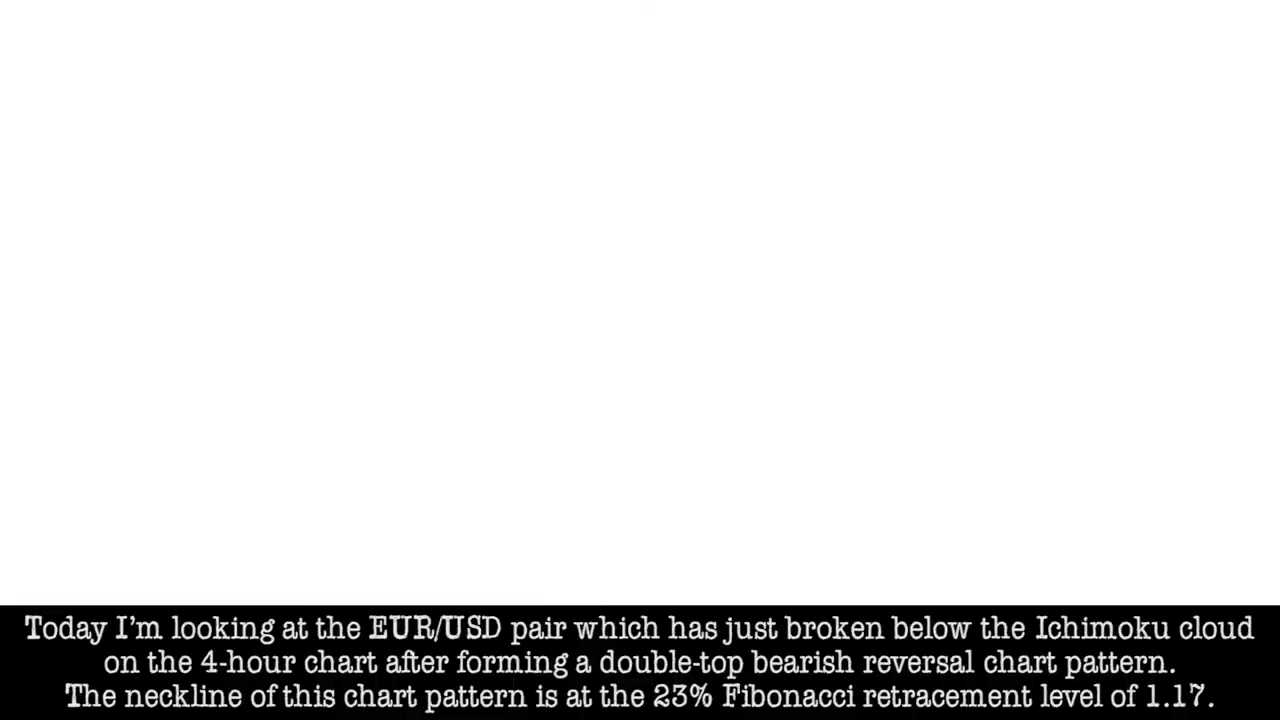 Today I'm looking at the EUR/USD pair which has just broken below the Ichimoku cloud
on the 4-hour chart after forming a double-top bearish reversal chart pattern.
The neckline of this chart pattern is at the 23% Fibonacci retracement level of 1.17.